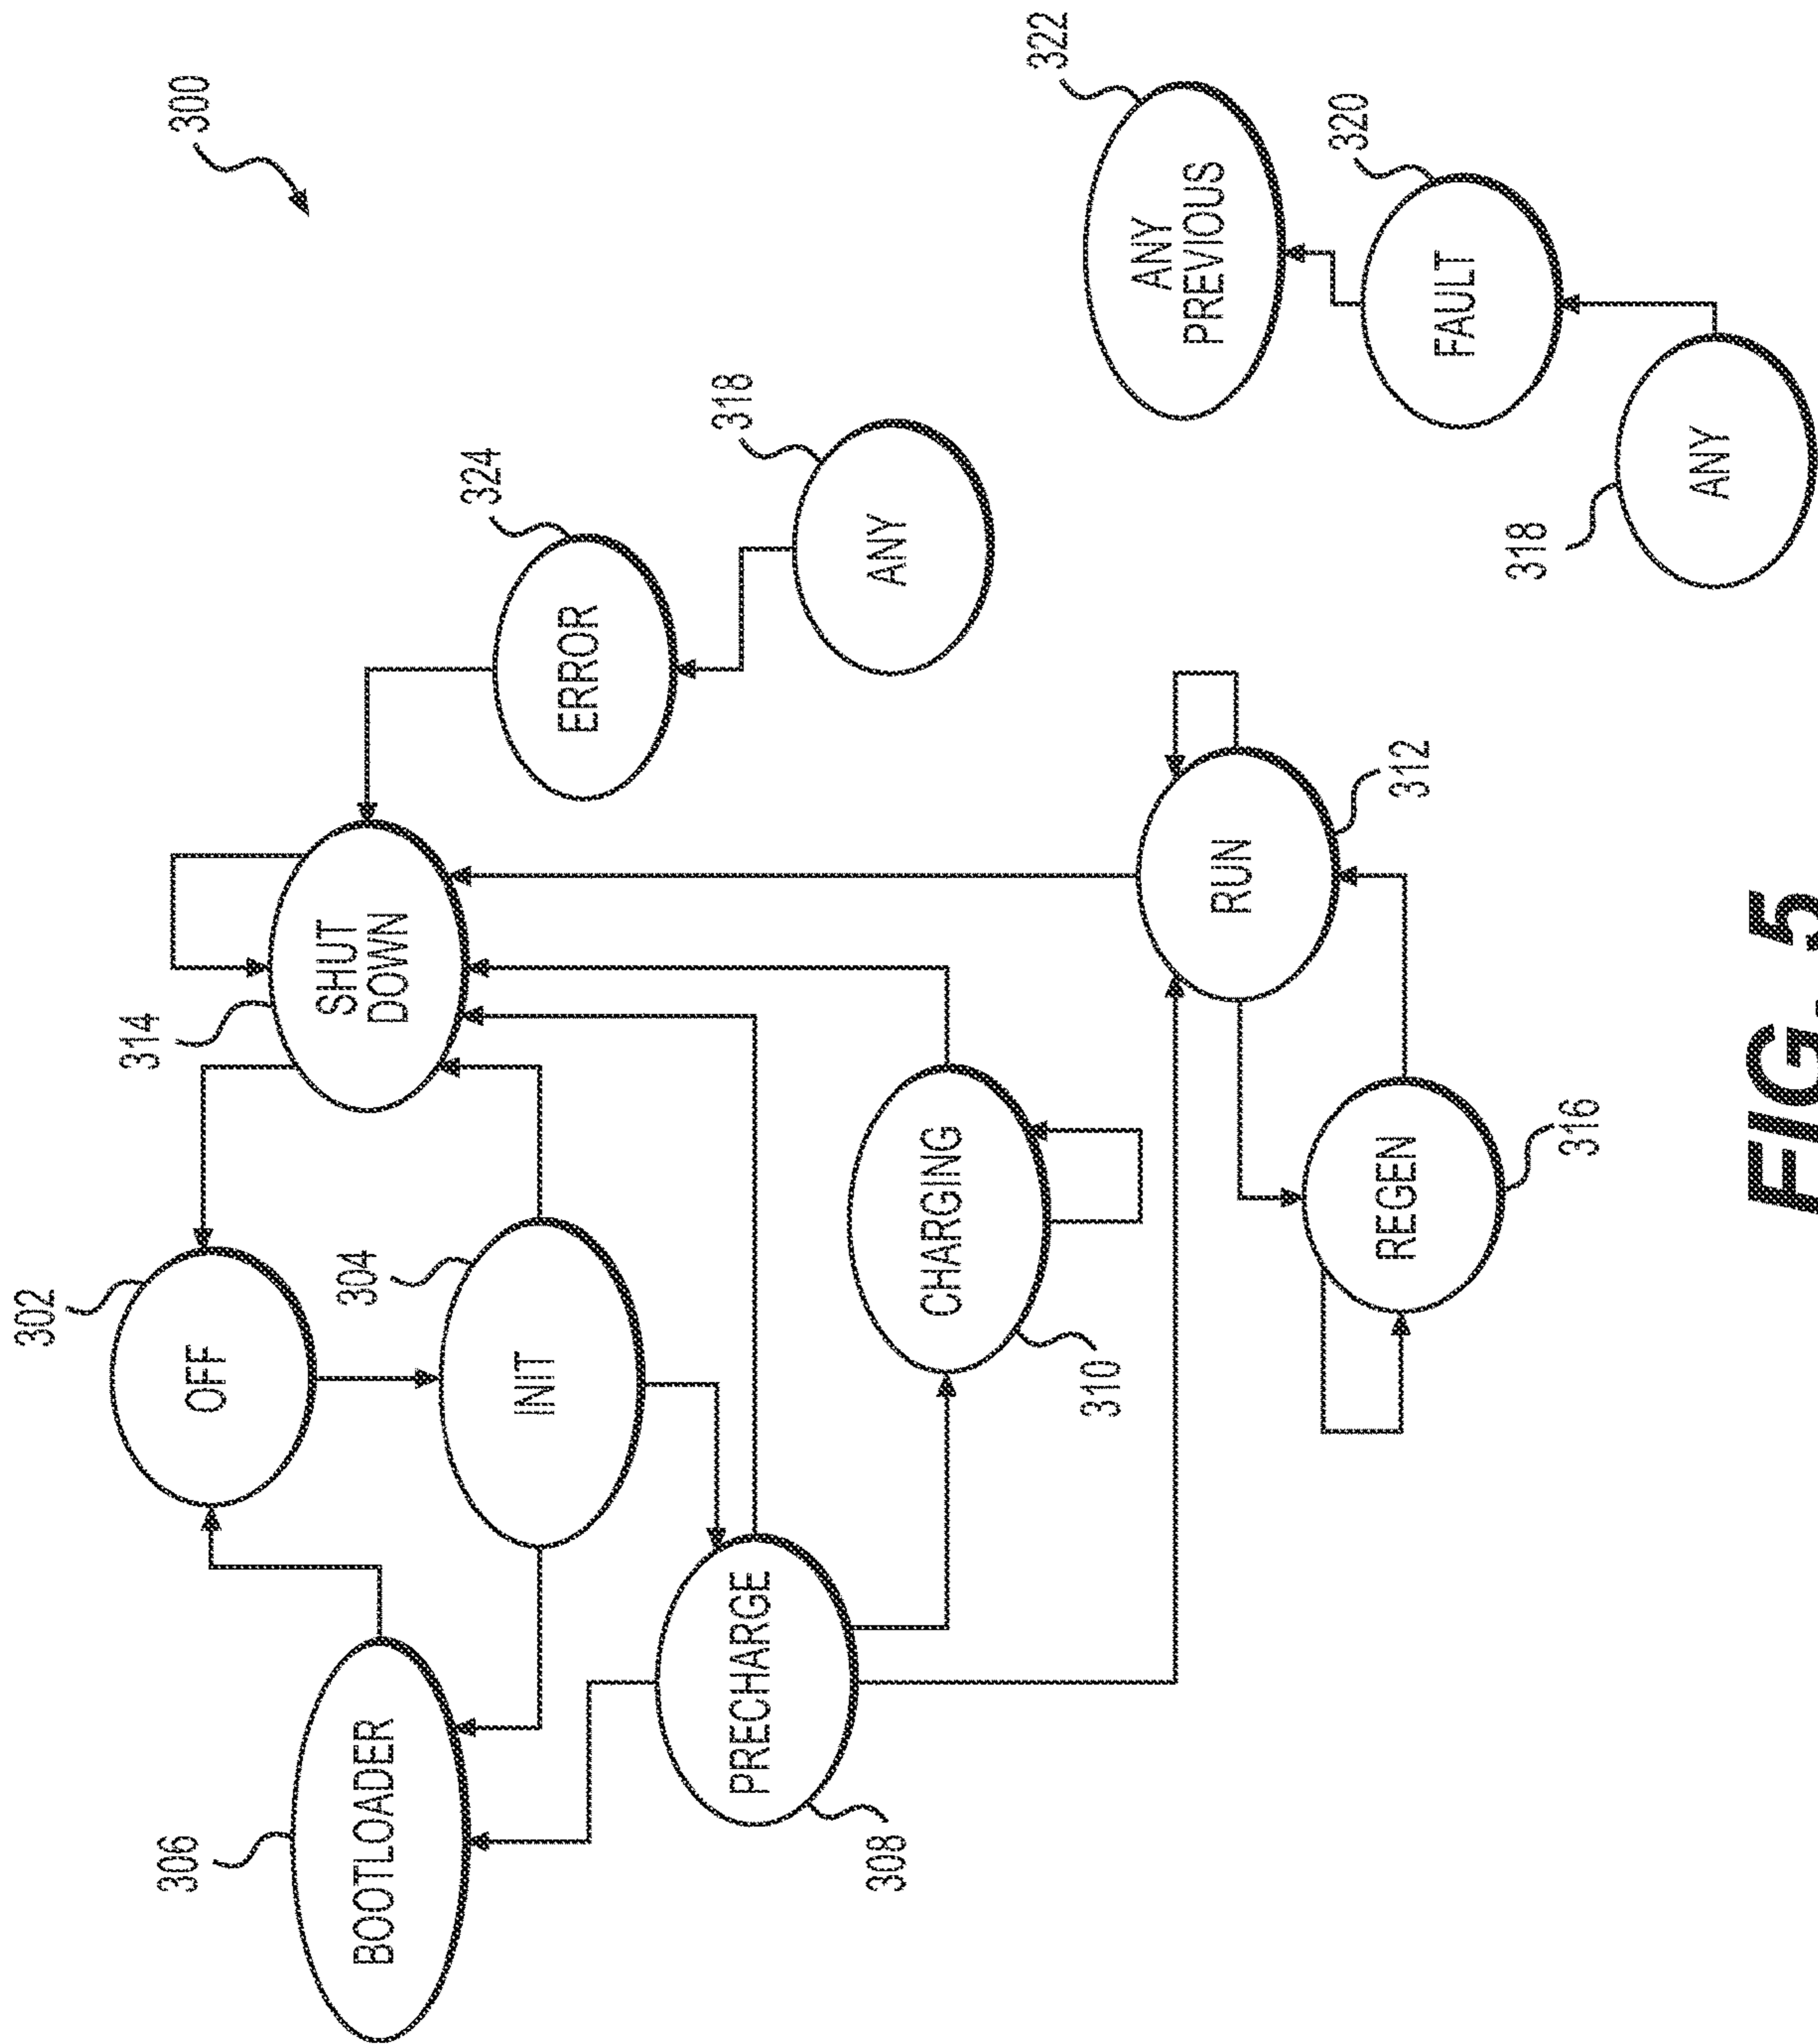 300
302
OFF
304
INIT
306
BOOTLOADER
308
PRECHARGE
310
CHARGING
314
SHUT
DOWN
312
RUN
316
REGEN
324
ERROR
318
ANY
322
ANY
PREVIOUS
320
FAULT
318
ANY
FIG. 5